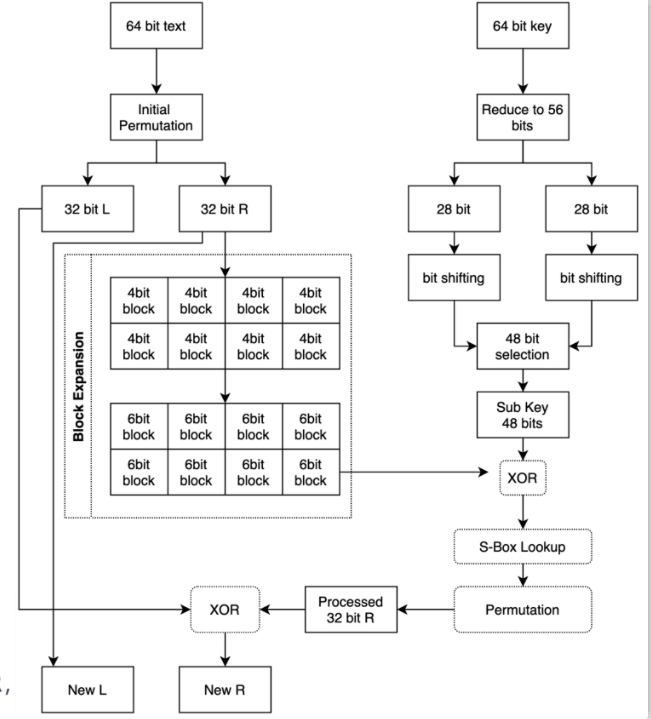 64 bit text
64 bit key
Initial
Permutation
Reduce to 56
bits
32 bit L
32 bit R
28 bit
28 bit
bit shifting
bit shifting
Block Expansion
4bit
block
4bit
block
4bit
block
4bit
block
4bit
block
4bit
block
4bit
block
4bit
block
48 bit
selection
Sub Key
48 bits
6bit
block
6bit
block
6bit
block
6bit
block
6bit
block
6bit
block
6bit
block
6bit
block
XOR
S-Box Lookup
XOR
Processed
32 bit R
Permutation
New L
New R